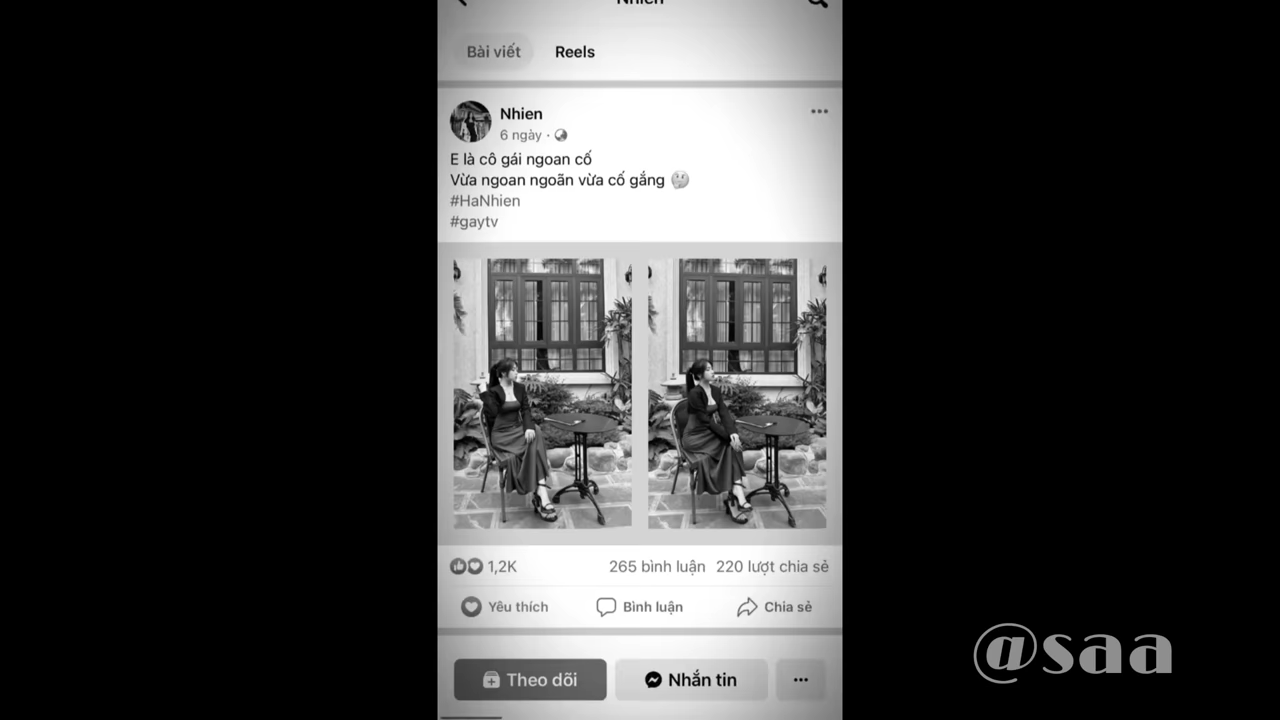 Nhien
Bài viết
Reels
Nhien
6 ngày ·
E là cô gái ngoan cố
Vừa ngoan ngoãn vừa cố gắng 🤔
#HaNhien
#gaytv
1,2K
265 bình luận 220 lượt chia sẻ
Yêu thích
Bình luận
Chia sẻ
Theo dõi
Nhắn tin
@saa